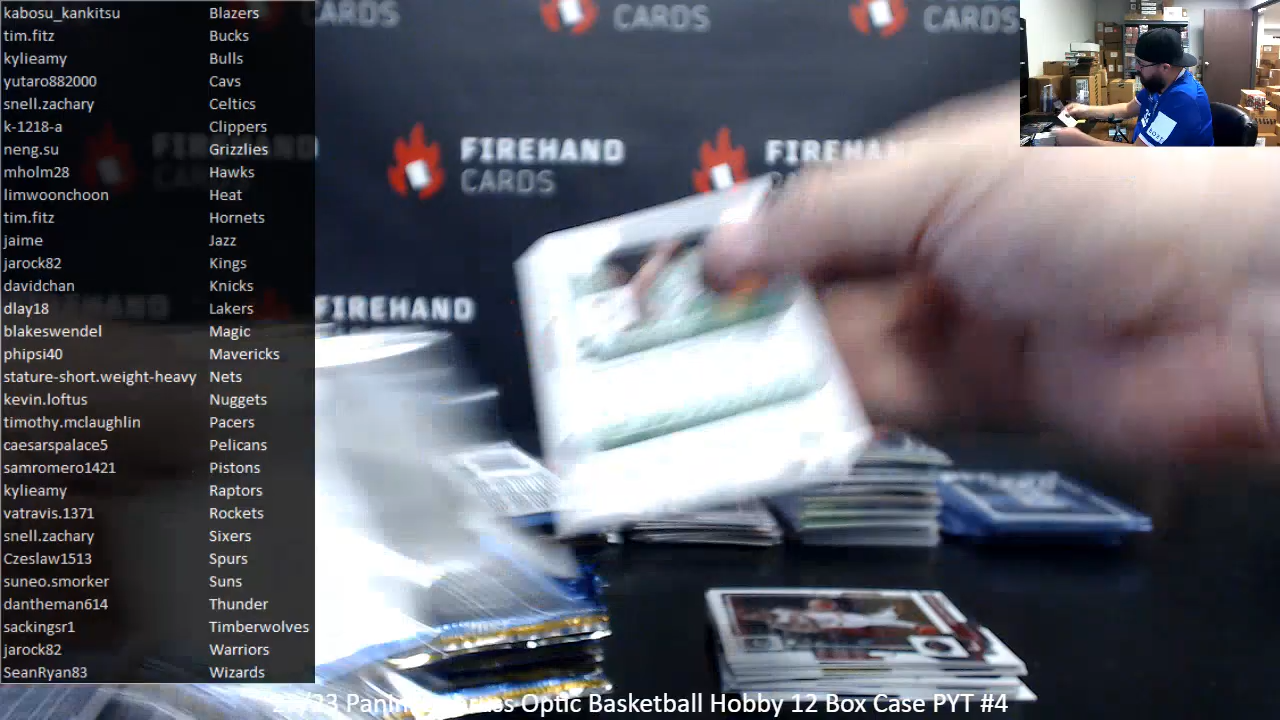 kabosu_kankitsu Blazers
tim.fitz Bucks
kylieamy Bulls
yutaro882000 Cavs
snell.zachary Celtics
k-1218-a Clippers
neng.su Grizzlies
mholm28 Hawks
limwoonchoon Heat
tim.fitz Hornets
jaime Jazz
jarock82 Kings
davidchan Knicks
dlay18 Lakers
blakeswendel Magic
phipsi40 Mavericks
stature-short.weight-heavy Nets
kevin.loftus Nuggets
timothy.mclaughlin Pacers
caesarspalace5 Pelicans
samromero1421 Pistons
kylieamy Raptors
vatravis.1371 Rockets
snell.zachary Sixers
Czeslaw1513 Spurs
suneo.smorker Suns
dantheman614 Thunder
sackingsr1 Timberwolves
jarock82 Warriors
SeanRyan83 Wizards
CARDS
CARDS
CARDS
FIREHAND
CARDS
FIREHAND
CARDS
FIREHAND
Optic Basketball Hobby 12 Box Case PYT #4